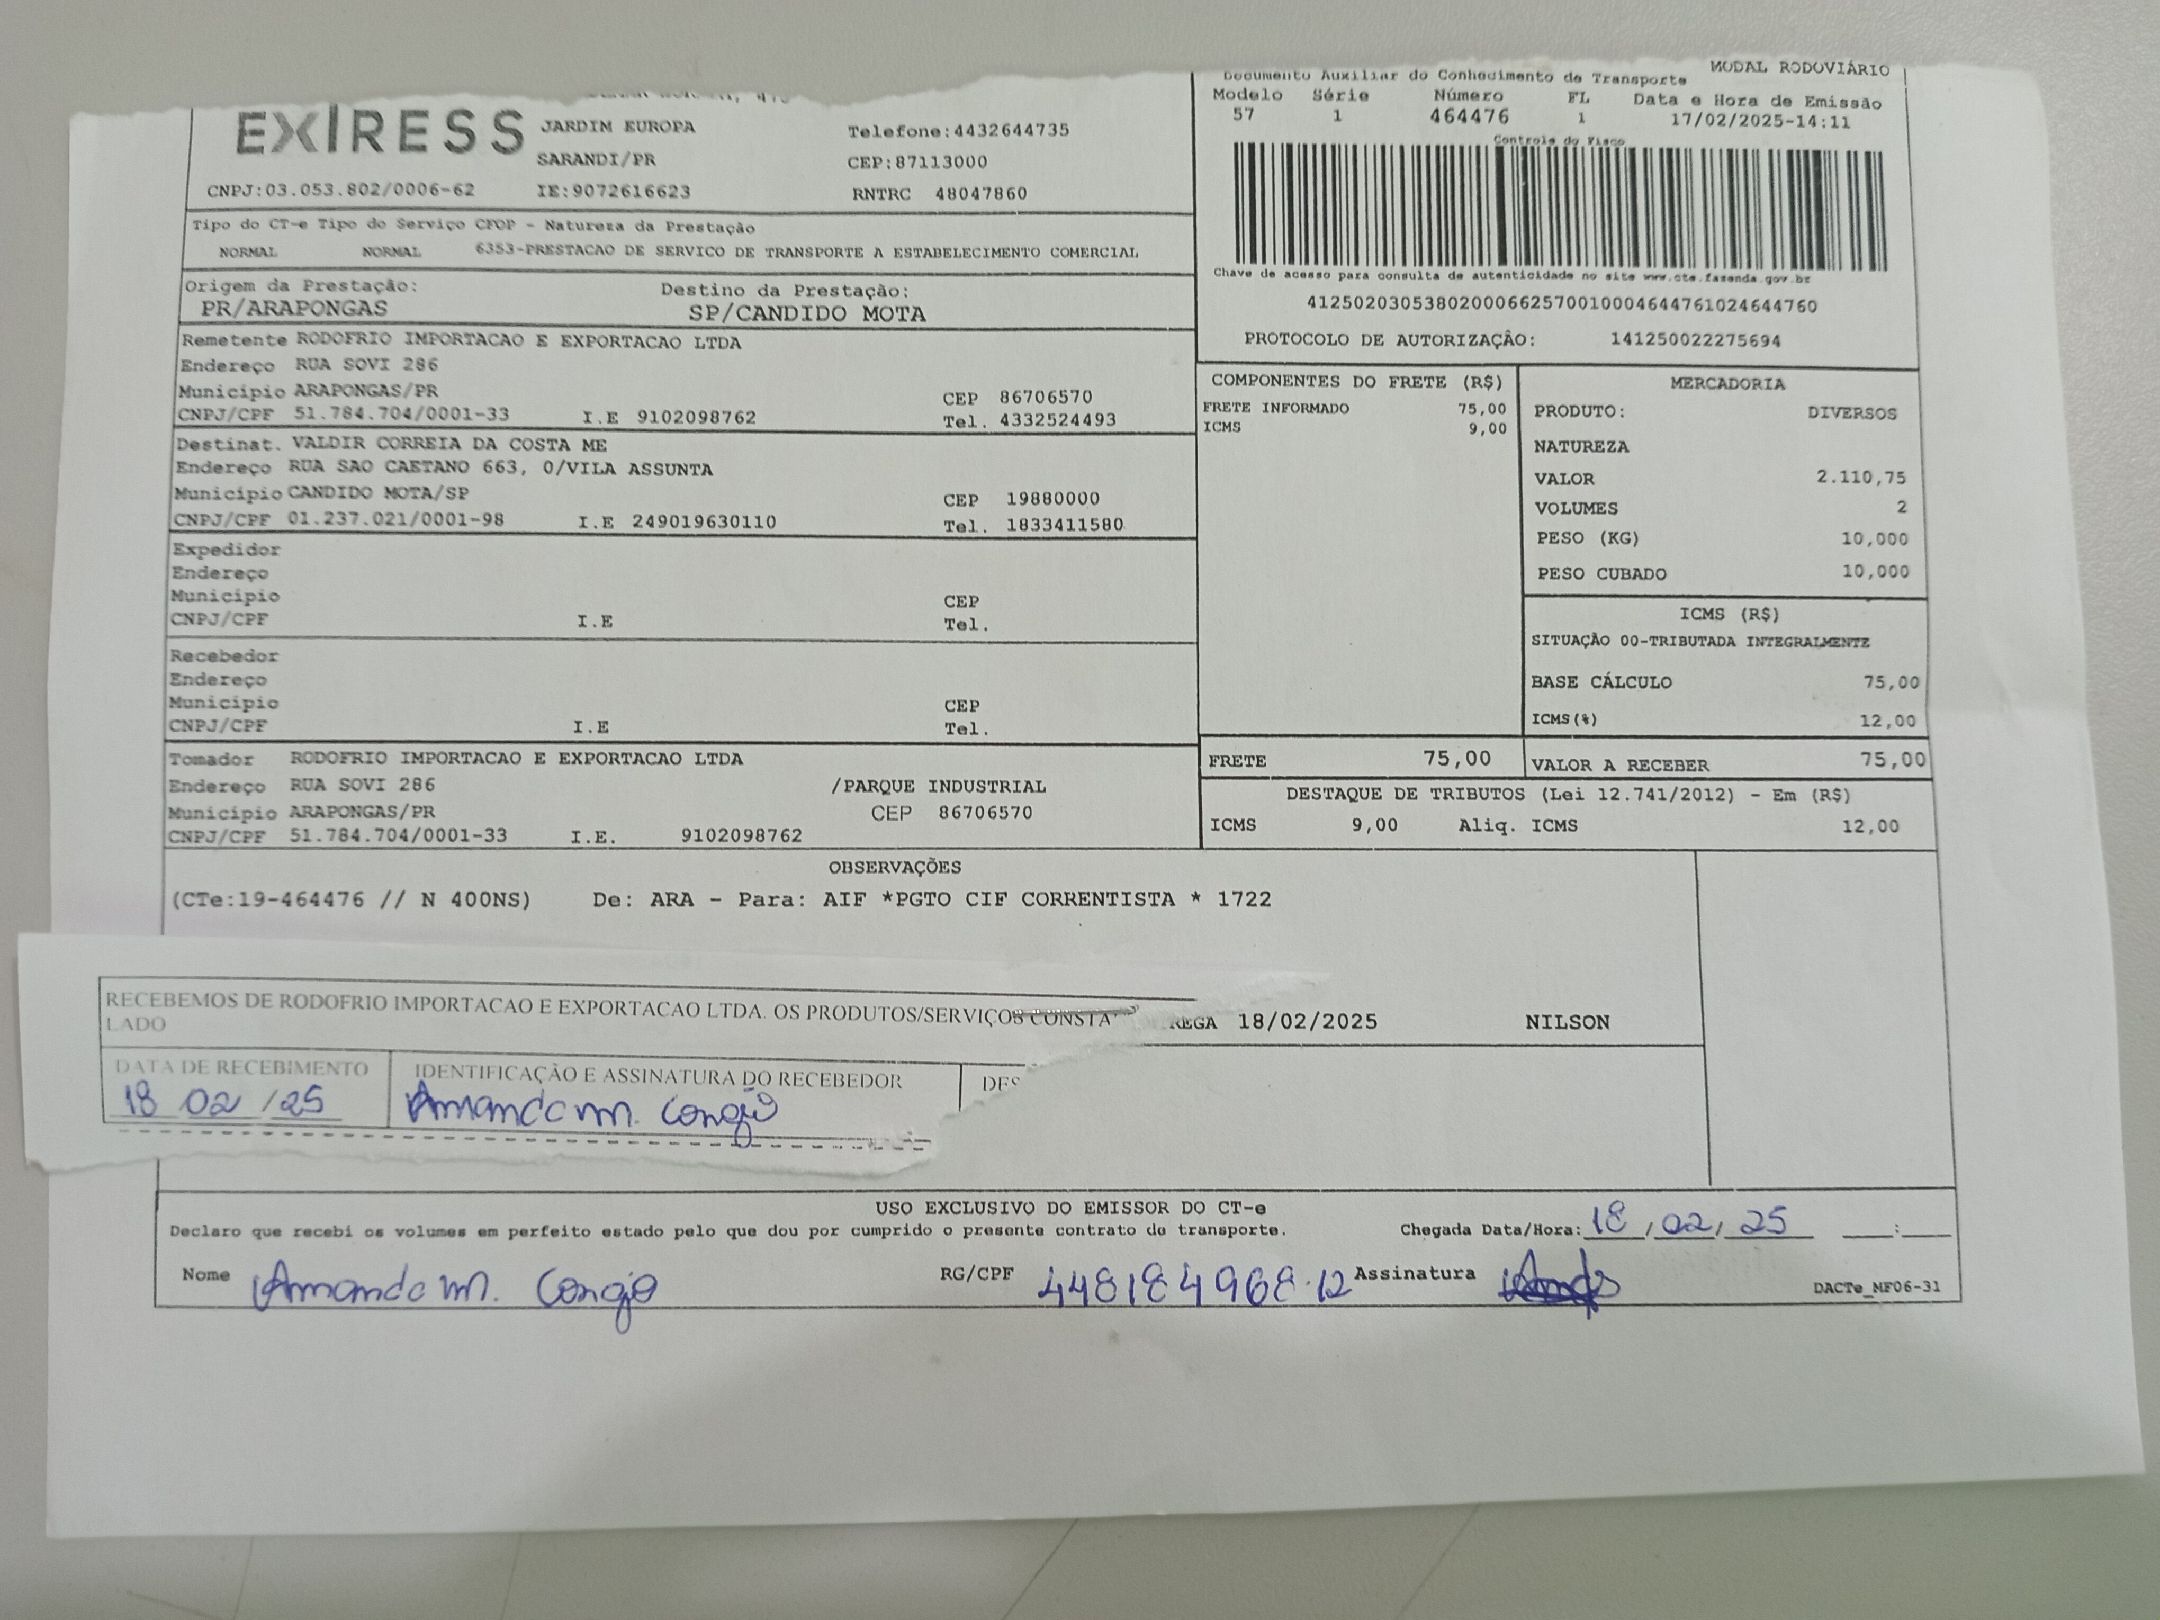 EXIRESS
JARDIM EUROPA
SARANDI/PR
CNPJ:03.053.802/0006-62 IE:9072616623
Telefone:4432644735
CEP:87113000
RNTRC 48047860
Documento Auxiliar do Conhecimento de Transporte
MODAL RODOVIÁRIO
Modelo Série Número FL Data e Hora de Emissão
57 1 464476 1 17/02/2025-14:11
Controle do Fisco
Chave de acesso para consulta de autenticidade no site www.cte.fazenda.gov.br
41250203053802000662570010004644761024644760
PROTOCOLO DE AUTORIZAÇÃO: 141250022275694
Tipo do CT-e Tipo do Serviço CFOP - Natureza da Prestação
NORMAL NORMAL 6353-PRESTACAO DE SERVICO DE TRANSPORTE A ESTABELECIMENTO COMERCIAL
Origem da Prestação: Destino da Prestação:
PR/ARAPONGAS SP/CANDIDO MOTA
Remetente RODOFRIO IMPORTACAO E EXPORTACAO LTDA
Endereço RUA SOVI 286
Município ARAPONGAS/PR CEP 86706570
CNPJ/CPF 51.784.704/0001-33 I.E 9102098762 Tel. 4332524493
Destinat. VALDIR CORREIA DA COSTA ME
Endereço RUA SAO CAETANO 663, 0/VILA ASSUNTA
Município CANDIDO MOTA/SP CEP 19880000
CNPJ/CPF 01.237.021/0001-98 I.E 249019630110 Tel. 1833411580
Expedidor
Endereço
Município CEP
CNPJ/CPF I.E Tel.
Recebedor
Endereço
Município CEP
CNPJ/CPF I.E Tel.
Tomador RODOFRIO IMPORTACAO E EXPORTACAO LTDA
Endereço RUA SOVI 286 /PARQUE INDUSTRIAL
Município ARAPONGAS/PR CEP 86706570
CNPJ/CPF 51.784.704/0001-33 I.E. 9102098762
COMPONENTES DO FRETE (R$)
FRETE INFORMADO 75,00
ICMS 9,00
MERCADORIA
PRODUTO: DIVERSOS
NATUREZA
VALOR 2.110,75
VOLUMES 2
PESO (KG) 10,000
PESO CUBADO 10,000
ICMS (R$)
SITUAÇÃO 00-TRIBUTADA INTEGRALMENTE
BASE CÁLCULO 75,00
ICMS(%) 12,00
FRETE 75,00 VALOR A RECEBER 75,00
DESTAQUE DE TRIBUTOS (Lei 12.741/2012) - Em (R$)
ICMS 9,00 Aliq. ICMS 12,00
OBSERVAÇÕES
(CTe:19-464476 // N 400NS) De: ARA - Para: AIF *PGTO CIF CORRENTISTA * 1722
RECEBEMOS DE RODOFRIO IMPORTACAO E EXPORTACAO LTDA. OS PRODUTOS/SERVIÇOS CONSTA
LADO
REGA 18/02/2025 NILSON
DATA DE RECEBIMENTO IDENTIFICAÇÃO E ASSINATURA DO RECEBEDOR DES
18 02 /25 Amanda m. Congio
USO EXCLUSIVO DO EMISSOR DO CT-e
Declaro que recebi os volumes em perfeito estado pelo que dou por cumprido o presente contrato de transporte. Chegada Data/Hora: 18/02/25 :
Nome Amanda m. Congio RG/CPF 448184968.12 Assinatura
DACTe_MF06-31